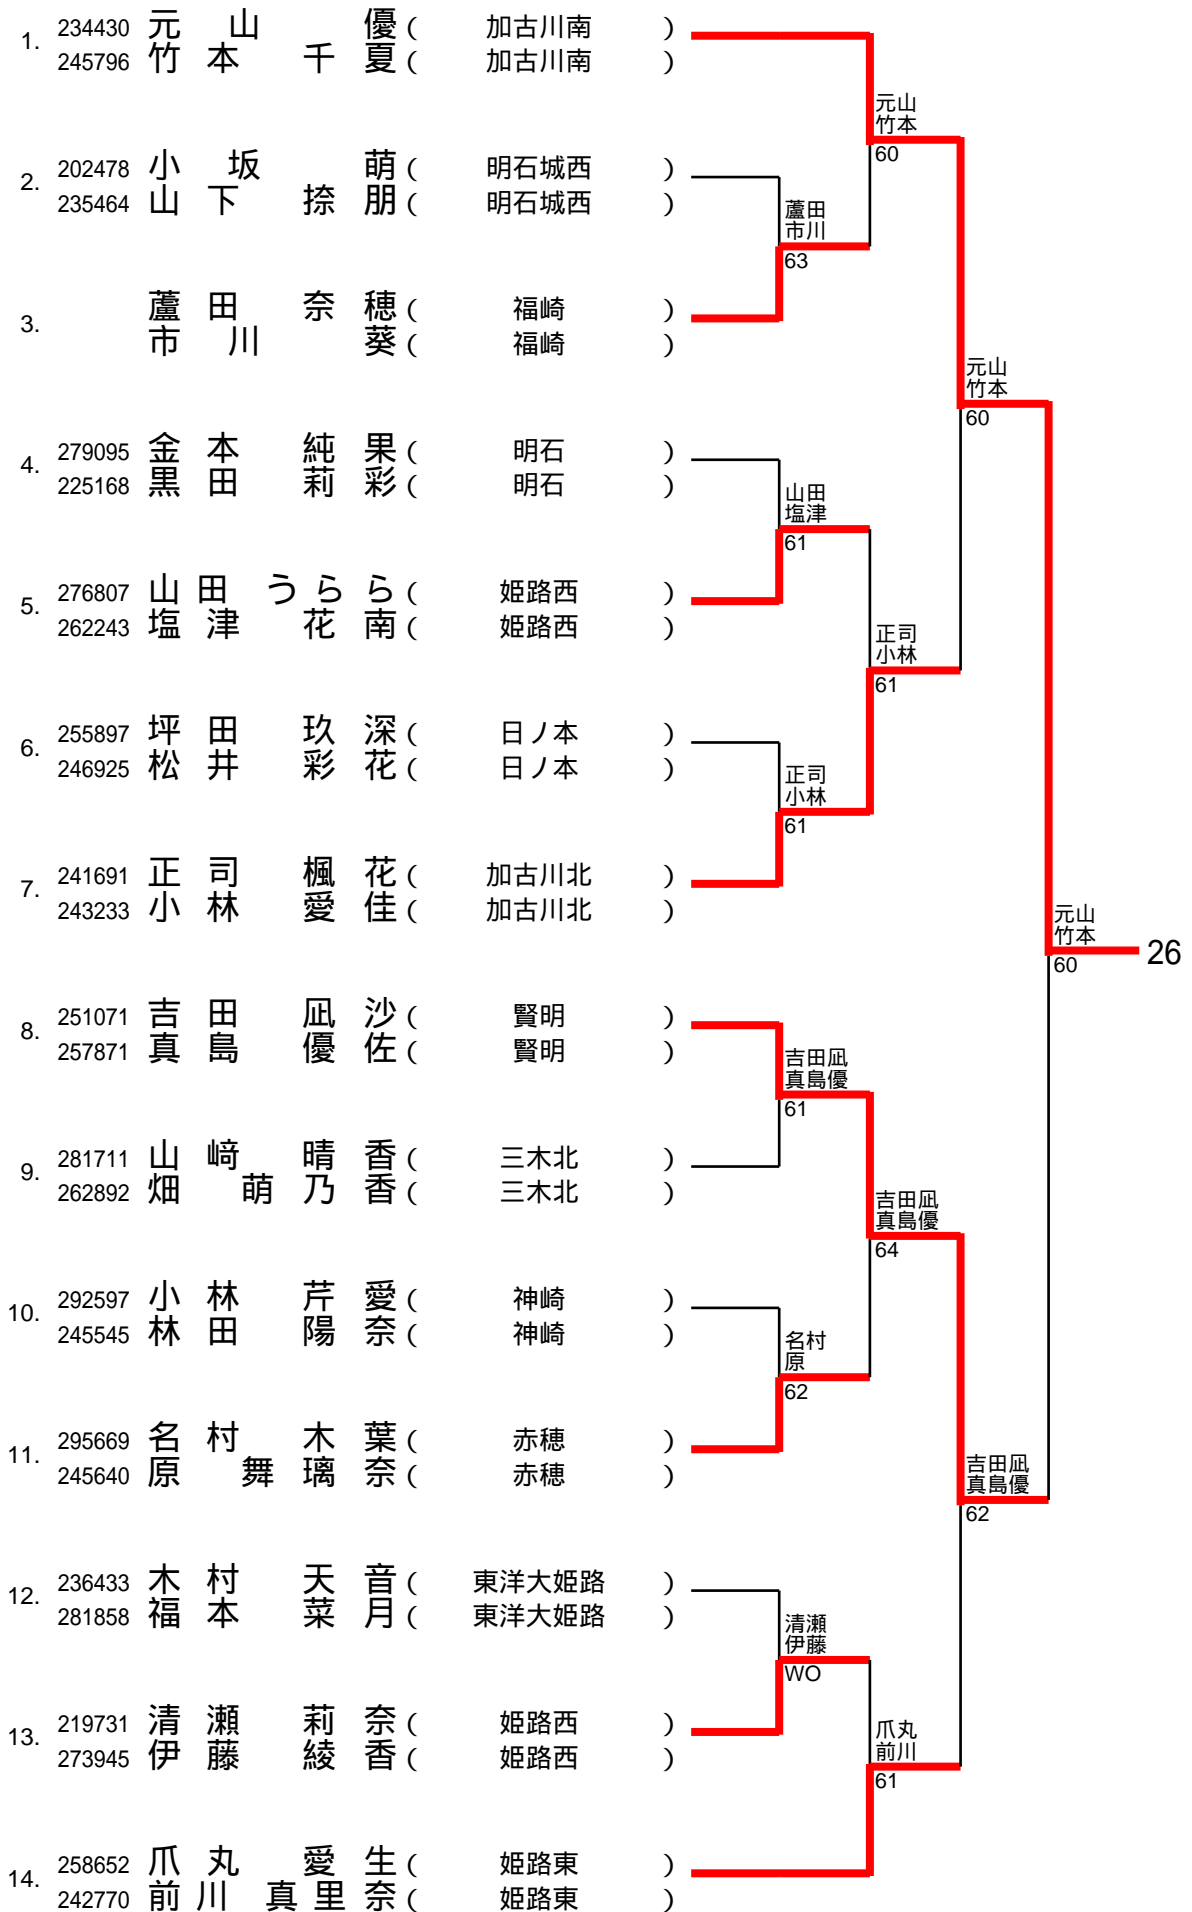 1. 234430 元山 優 ( 加古川南 )
245796 竹本 千夏 ( 加古川南 )
元山
竹本
60
2. 202478 小坂 萌 ( 明石城西 )
235464 山下 捺朋 ( 明石城西 )
蘆田
市川
63
3. 蘆田 奈穂 ( 福崎 )
市川 葵 ( 福崎 )
元山
竹本
60
4. 279095 金本 純果 ( 明石 )
225168 黒田 莉彩 ( 明石 )
山田
塩津
61
5. 276807 山田 うらら ( 姫路西 )
262243 塩津 花南 ( 姫路西 )
正司
小林
61
6. 255897 坪田 玖深 ( 日ノ本 )
246925 松井 彩花 ( 日ノ本 )
正司
小林
61
7. 241691 正司 楓花 ( 加古川北 )
243233 小林 愛佳 ( 加古川北 )
元山
竹本
60
26
8. 251071 吉田 凪沙 ( 賢明 )
257871 真島 優佐 ( 賢明 )
吉田凪
真島優
61
9. 281711 山﨑 晴香 ( 三木北 )
262892 畑 萌乃香 ( 三木北 )
吉田凪
真島優
64
10. 292597 小林 芹愛 ( 神崎 )
245545 林田 陽奈 ( 神崎 )
名村
原
62
11. 295669 名村 木葉 ( 赤穂 )
245640 原 舞璃奈 ( 赤穂 )
吉田凪
真島優
62
12. 236433 木村 天音 ( 東洋大姫路 )
281858 福本 菜月 ( 東洋大姫路 )
清瀬
伊藤
WO
13. 219731 清瀬 莉奈 ( 姫路西 )
273945 伊藤 綾香 ( 姫路西 )
爪丸
前川
61
14. 258652 爪丸 愛生 ( 姫路東 )
242770 前川 真里奈 ( 姫路東 )